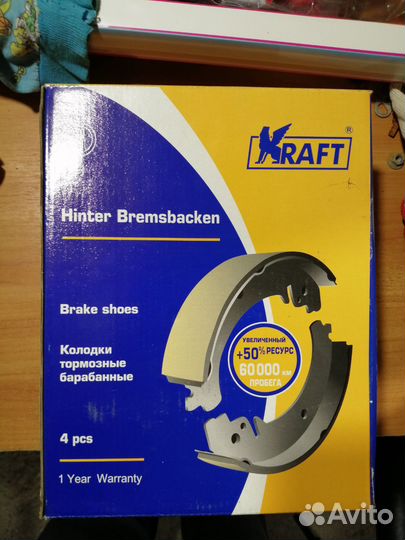 KRAFT®
Hinter Bremsbacken
Brake shoes
Колодки
тормозные
барабанные
УВЕЛИЧЕННЫЙ
+50% РЕСУРС
60 000 КМ
ПРОБЕГА
4 pcs
1 Year Warranty
Avito